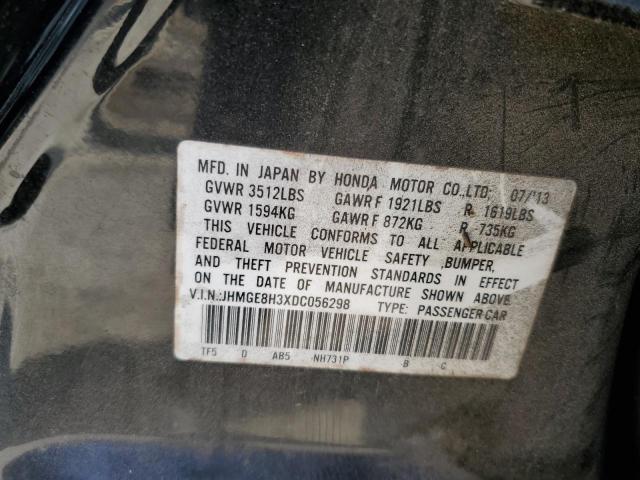 MFD. IN JAPAN BY HONDA MOTOR CO.,LTD; 07/'13
GVWR 3512LBS GAWR F 1921LBS R 1619LBS
GVWR 1594KG GAWR F 872KG R 735KG
THIS VEHICLE CONFORMS TO ALL APPLICABLE
FEDERAL MOTOR VEHICLE SAFETY ,BUMPER,
AND THEFT PREVENTION STANDARDS IN EFFECT
ON THE DATE OF MANUFACTURE SHOWN ABOVE.
V.I.N.:JHMGE8H3XDC056298 TYPE: PASSENGER CAR
TF5 D AB5 NH731P B C